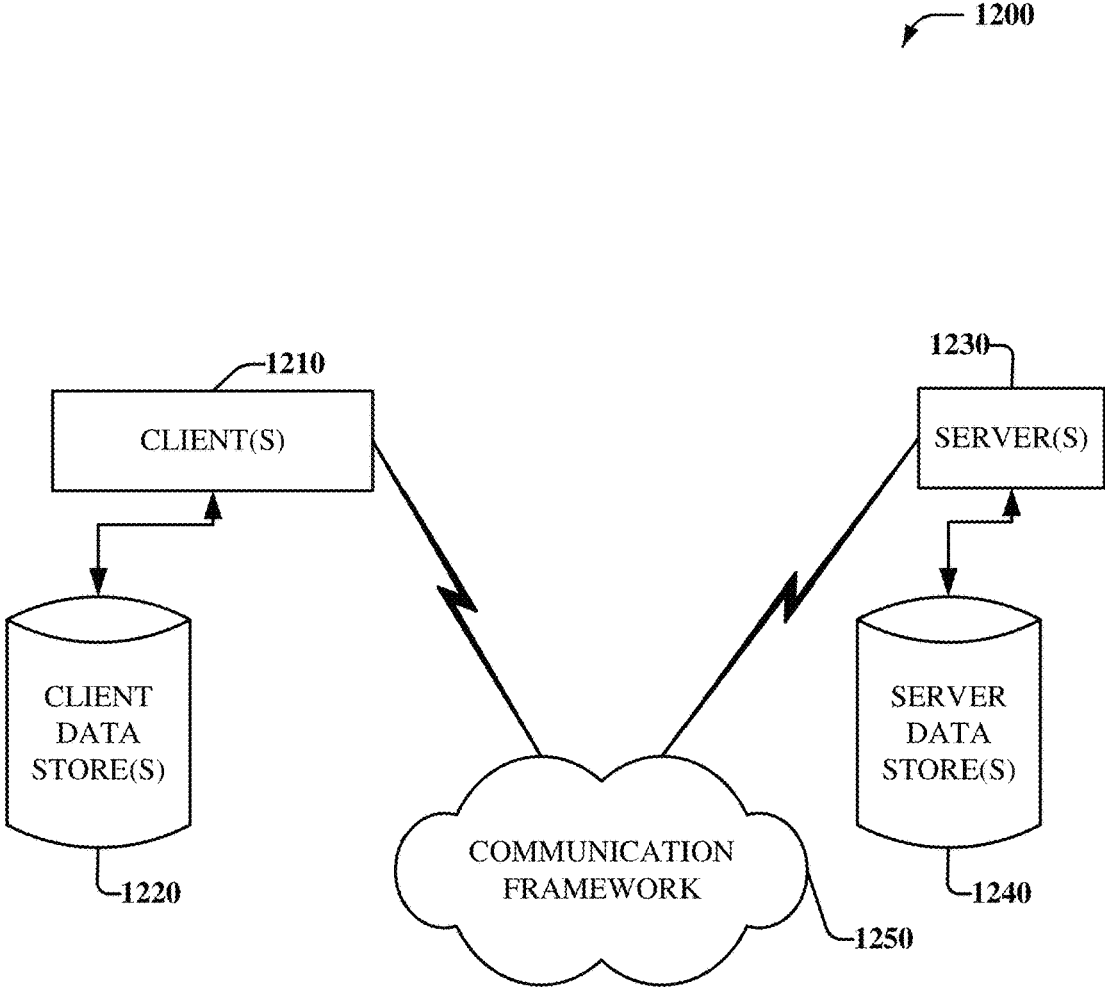 1200
1210
1230
CLIENT(S)
SERVER(S)
CLIENT
DATA
STORE(S)
SERVER
DATA
STORE(S)
COMMUNICATION
FRAMEWORK
1220
1240
1250